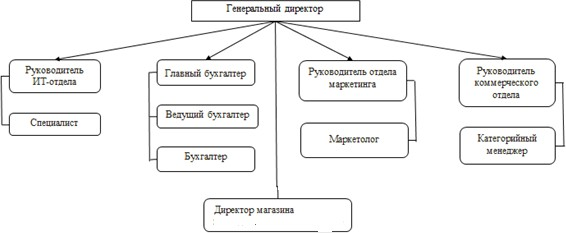 Генеральный директор
Руководитель
ИТ-отдела
Специалист
Главный бухгалтер
Ведущий бухгалтер
Бухгалтер
Руководитель отдела
маркетинга
Маркетолог
Руководитель
коммерческого
отдела
Категорийный
менеджер
Директор магазина